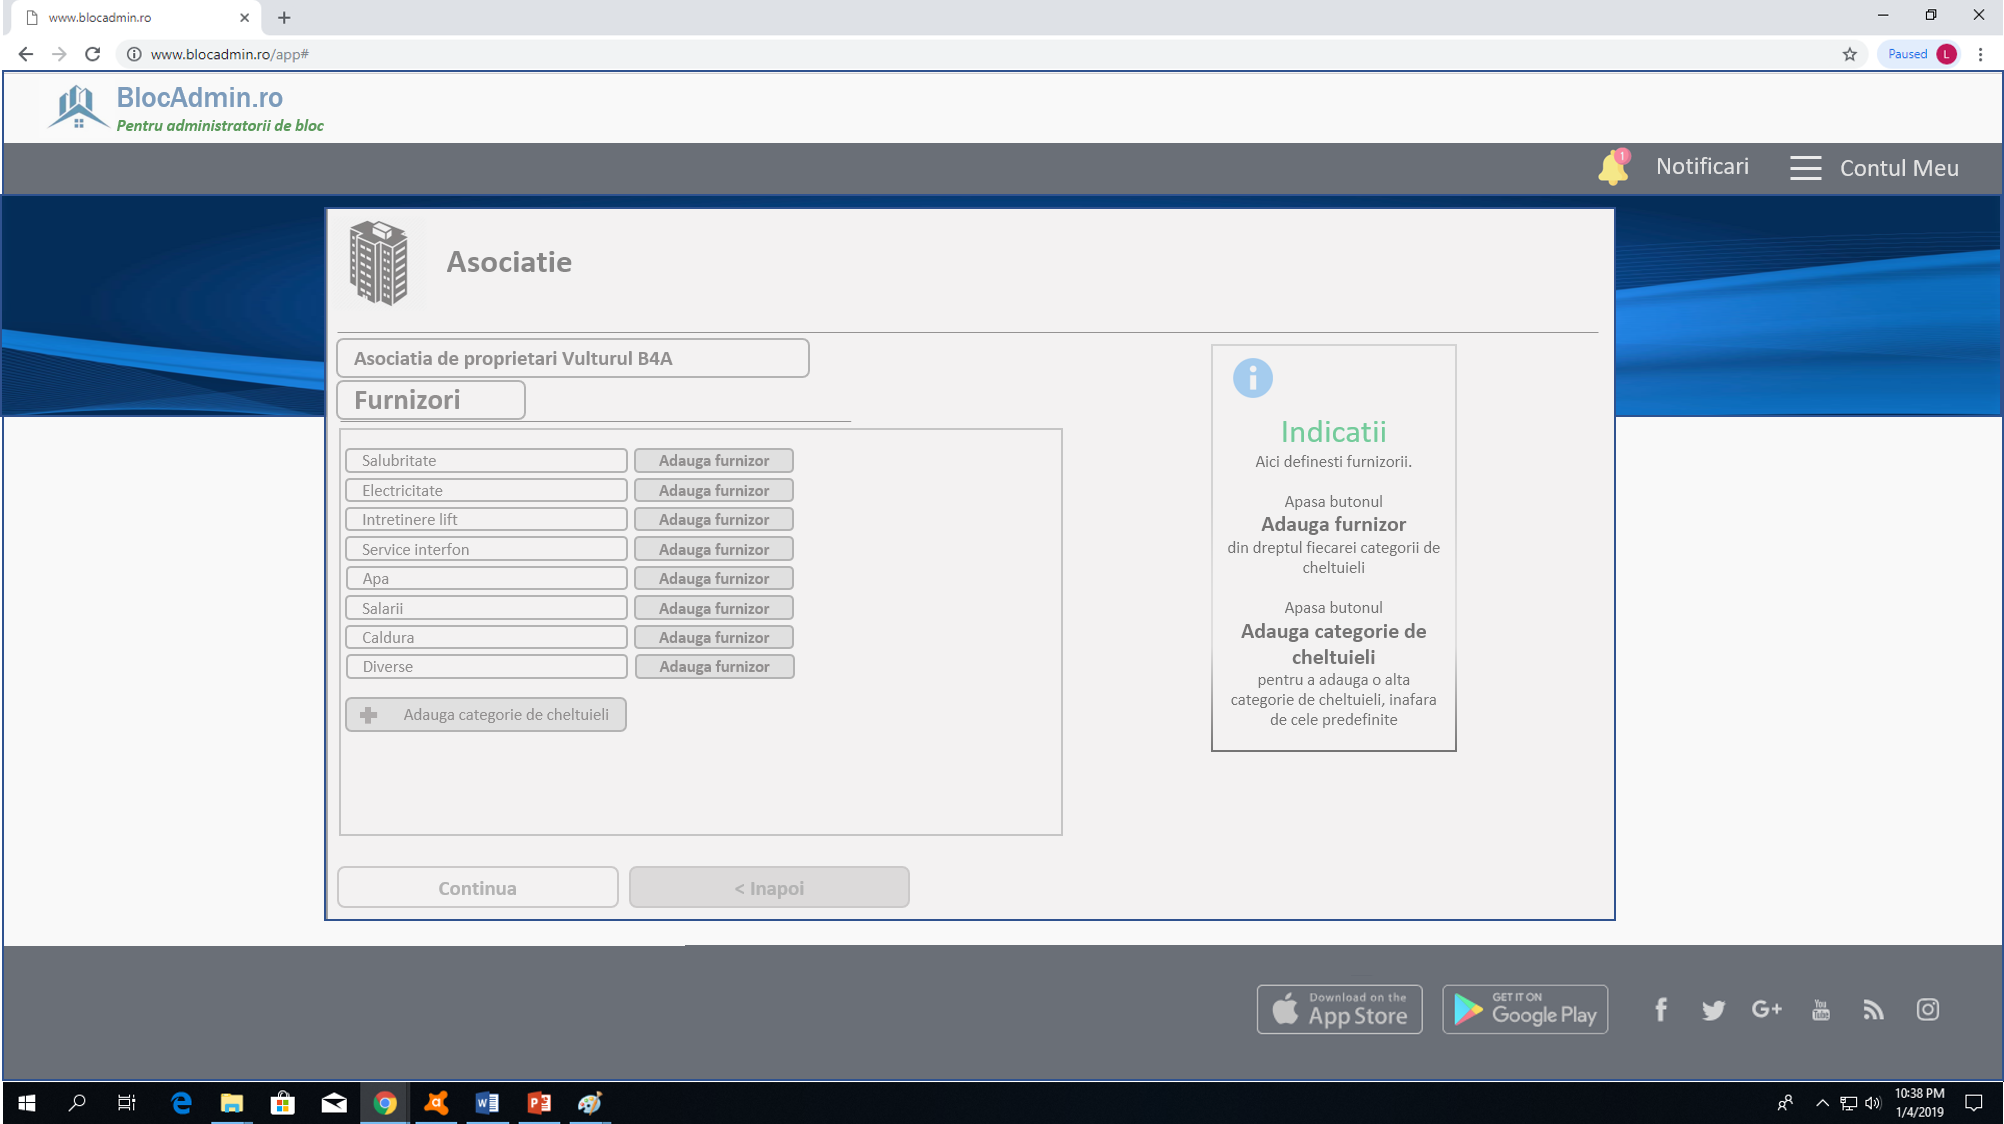 www.blocadmin.ro
www.blocadmin.ro/app#
Paused
L
BlocAdmin.ro
Pentru administratorii de bloc
1
Notificari
Contul Meu
Asociatie
Asociatia de proprietari Vulturul B4A
Furnizori
Salubritate
Adauga furnizor
Electricitate
Adauga furnizor
Intretinere lift
Adauga furnizor
Service interfon
Adauga furnizor
Apa
Adauga furnizor
Salarii
Adauga furnizor
Caldura
Adauga furnizor
Diverse
Adauga furnizor
Adauga categorie de cheltuieli
Indicatii
Aici definesti furnizorii.
Apasa butonul
Adauga furnizor
din dreptul fiecarei categorii de
cheltuieli
Apasa butonul
Adauga categorie de
cheltuieli
pentru a adauga o alta
categorie de cheltuieli, inafara
de cele predefinite
Continua
< Inapoi
Download on the
App Store
GET IT ON
Google Play
You
Tube
10:38 PM
1/4/2019